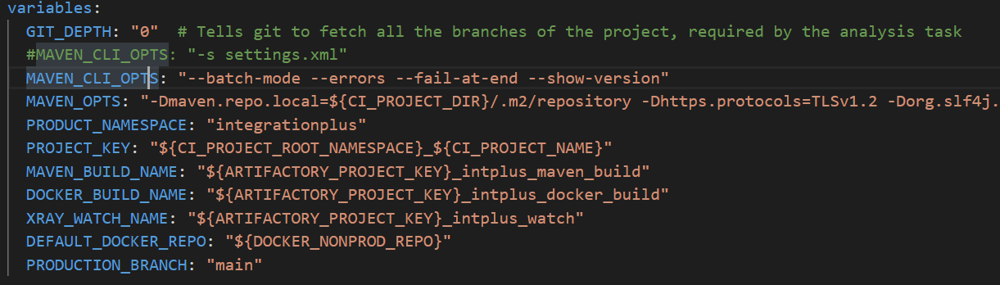 variables:
GIT_DEPTH: "0"  # Tells git to fetch all the branches of the project, required by the analysis task
#MAVEN_CLI_OPTS: "-s settings.xml"
MAVEN_CLI_OPTS: "--batch-mode --errors --fail-at-end --show-version"
MAVEN_OPTS: "-Dmaven.repo.local=${CI_PROJECT_DIR}/.m2/repository -Dhttps.protocols=TLSv1.2 -Dorg.slf4j.
PRODUCT_NAMESPACE: "integrationplus"
PROJECT_KEY: "${CI_PROJECT_ROOT_NAMESPACE}_${CI_PROJECT_NAME}"
MAVEN_BUILD_NAME: "${ARTIFACTORY_PROJECT_KEY}_intplus_maven_build"
DOCKER_BUILD_NAME: "${ARTIFACTORY_PROJECT_KEY}_intplus_docker_build"
XRAY_WATCH_NAME: "${ARTIFACTORY_PROJECT_KEY}_intplus_watch"
DEFAULT_DOCKER_REPO: "${DOCKER_NONPROD_REPO}"
PRODUCTION_BRANCH: "main"